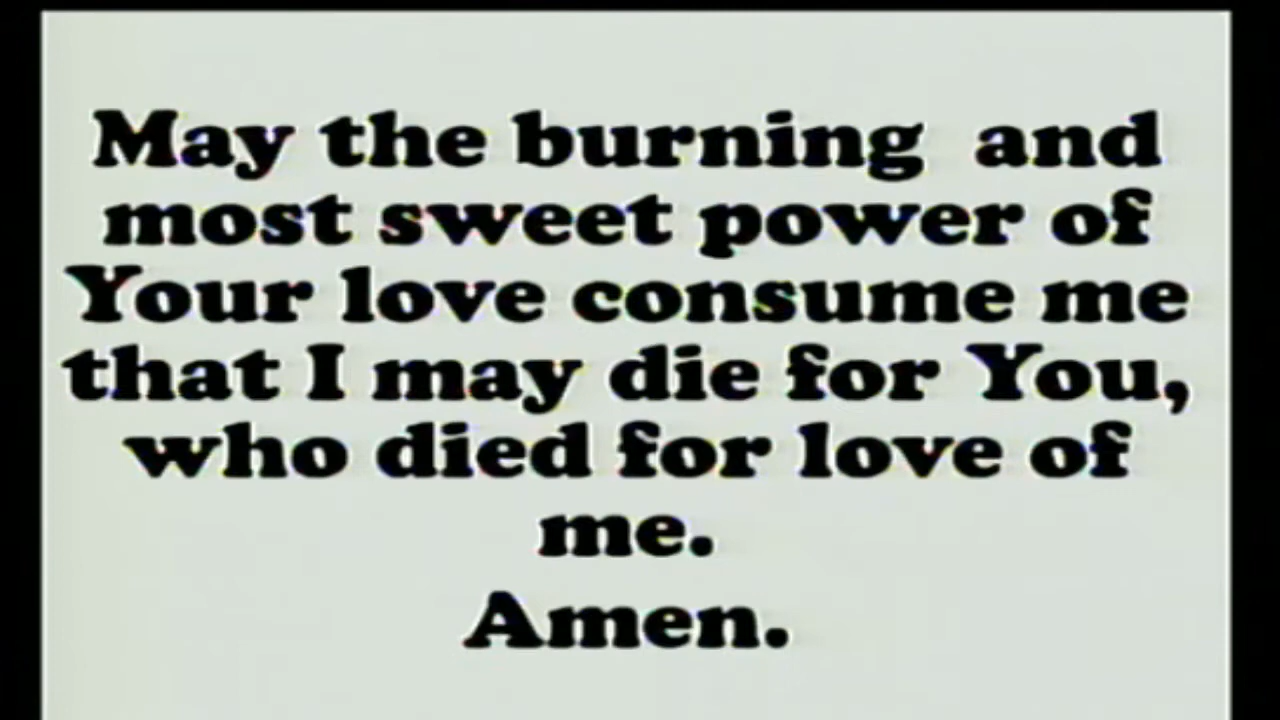 May the burning and
most sweet power of
Your love consume me
that I may die for You,
who died for love of
me.
Amen.